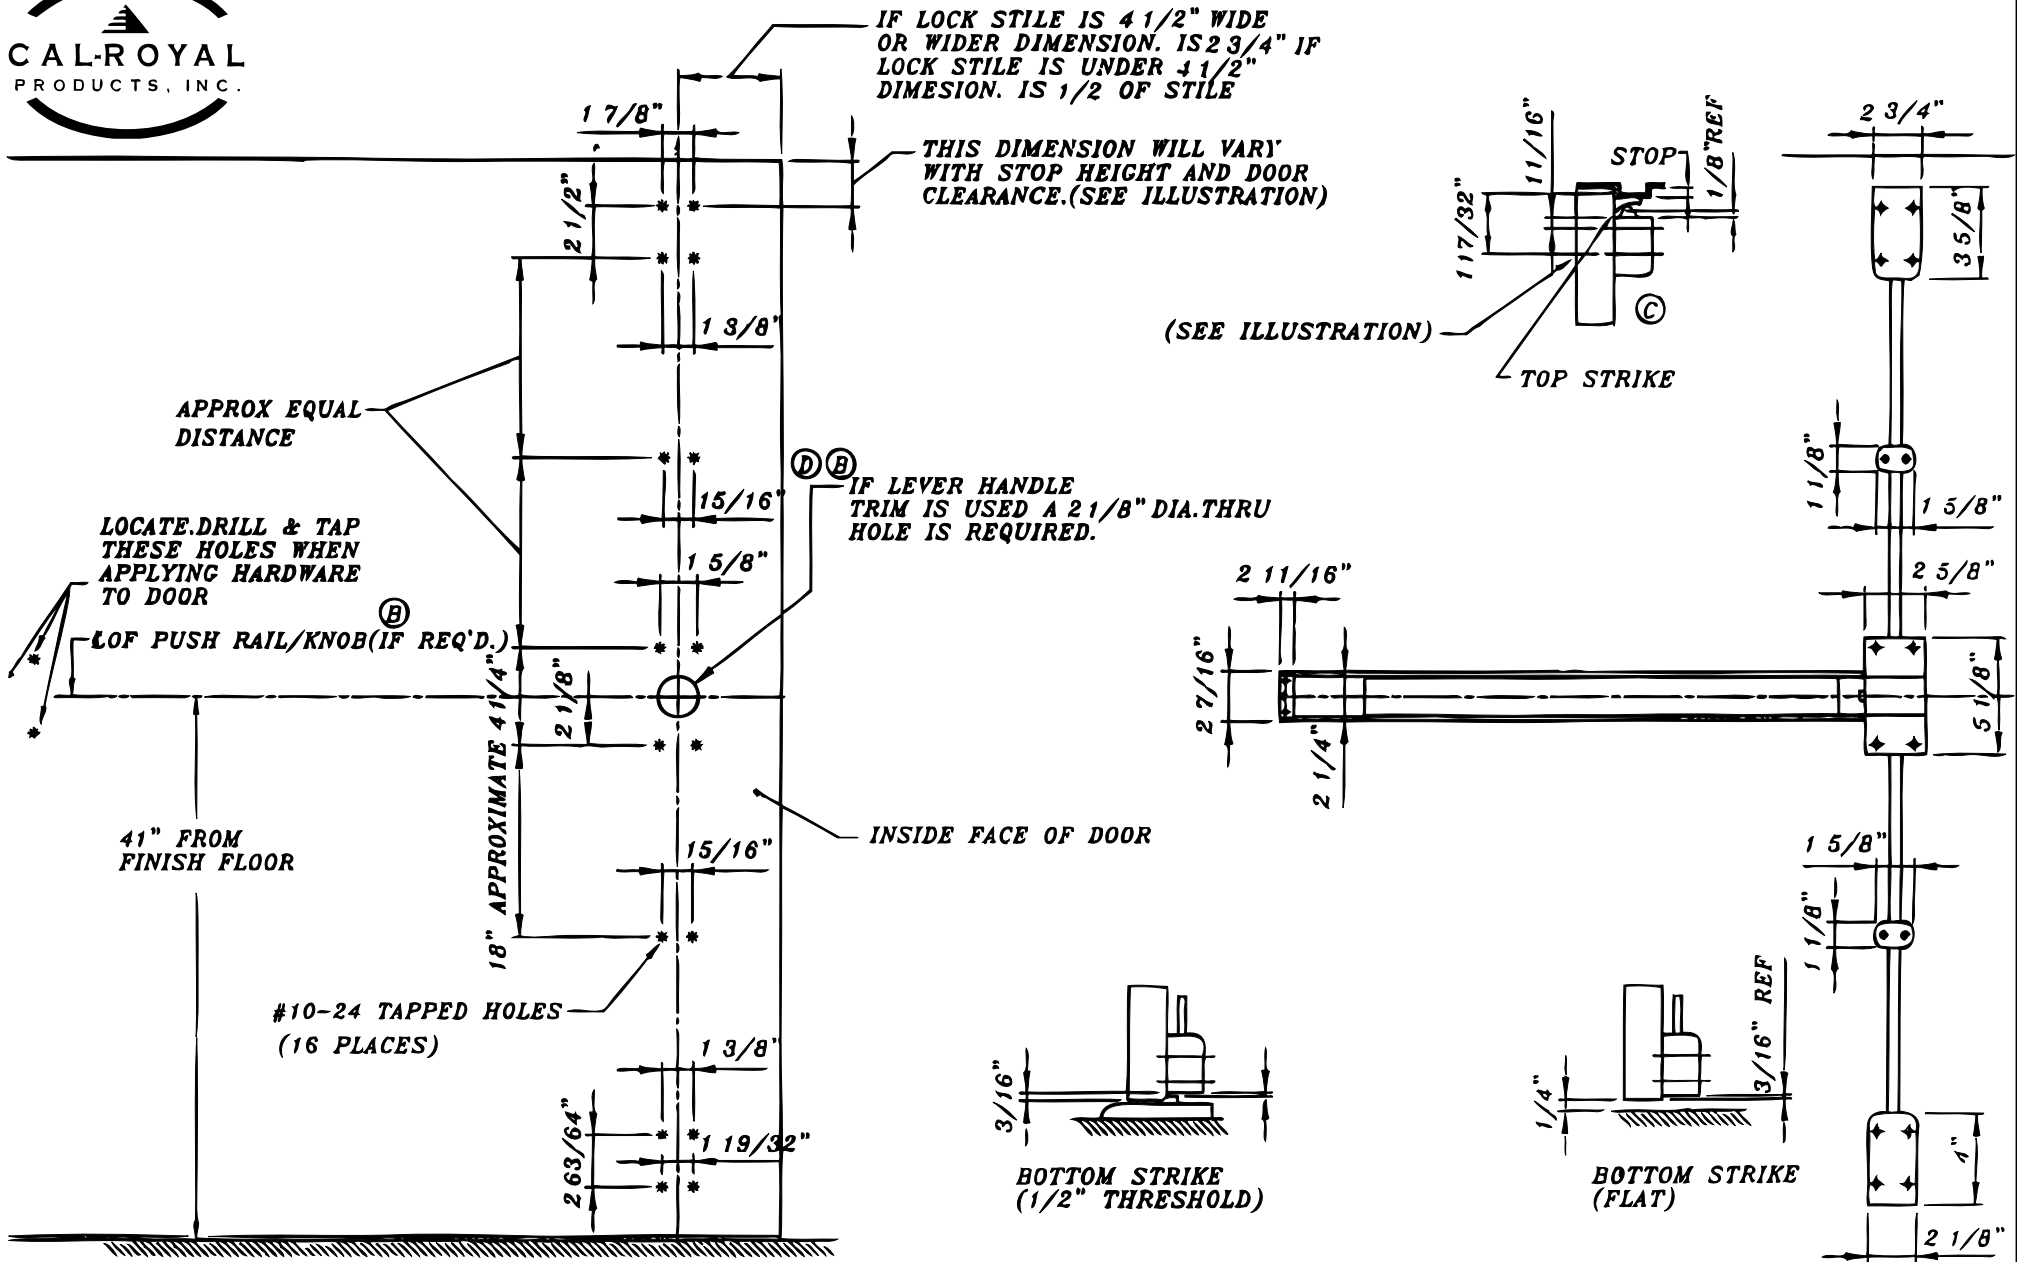 CAL-ROYAL
PRODUCTS, INC.
IF LOCK STILE IS 4 1/2" WIDE
OR WIDER DIMENSION. IS 2 3/4" IF
LOCK STILE IS UNDER 4 1/2"
DIMESION. IS 1/2 OF STILE
1 7/8"
THIS DIMENSION WILL VARY
WITH STOP HEIGHT AND DOOR
CLEARANCE.(SEE ILLUSTRATION)
2 1/2"
1 3/8"
APPROX EQUAL
DISTANCE
15/16"
D B
IF LEVER HANDLE
TRIM IS USED A 2 1/8" DIA.THRU
HOLE IS REQUIRED.
LOCATE.DRILL & TAP
THESE HOLES WHEN
APPLYING HARDWARE
TO DOOR
1 5/8"
B
LOF PUSH RAIL/KNOB(IF REQ'D.)
4 1/4"
2 1/8"
18" APPROXIMATE
41" FROM
FINISH FLOOR
INSIDE FACE OF DOOR
15/16"
#10-24 TAPPED HOLES
(16 PLACES)
1 3/8"
2 63/64"
1 19/32"
11/16"
STOP
1/8" REF
1 17/32"
C
(SEE ILLUSTRATION)
TOP STRIKE
2 3/4"
3 5/8"
1 1/8"
1 5/8"
2 11/16"
2 5/8"
2 7/16"
2 1/4"
5 1/8"
1 5/8"
1 1/8"
3/16"
BOTTOM STRIKE
(1/2" THRESHOLD)
1/4"
3/16" REF
BOTTOM STRIKE
(FLAT)
4"
2 1/8"